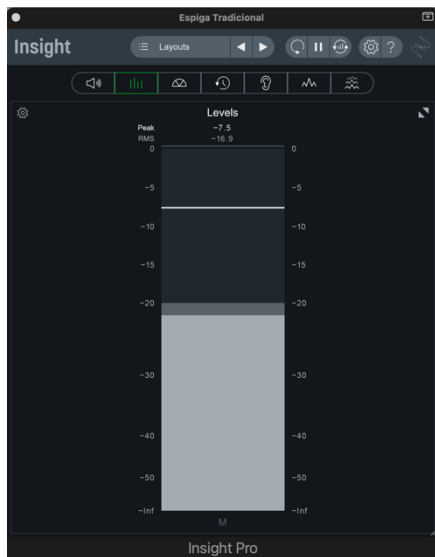 Espiga Tradicional
Insight
Layouts
?
Levels
Peak -7.5
RMS -16.9
0 0
-5 -5
-10 -10
-15 -15
-20 -20
-30 -30
-40 -40
-50 -50
-Inf -Inf
M
Insight Pro